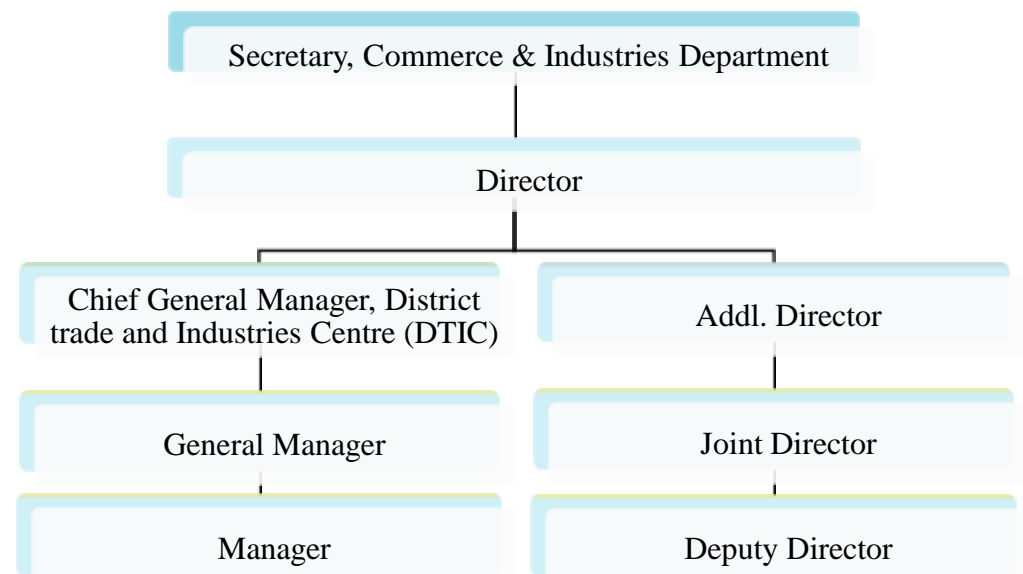 Secretary, Commerce & Industries Department
Director
Chief General Manager, District
trade and Industries Centre (DTIC)
Addl. Director
General Manager
Joint Director
Manager
Deputy Director